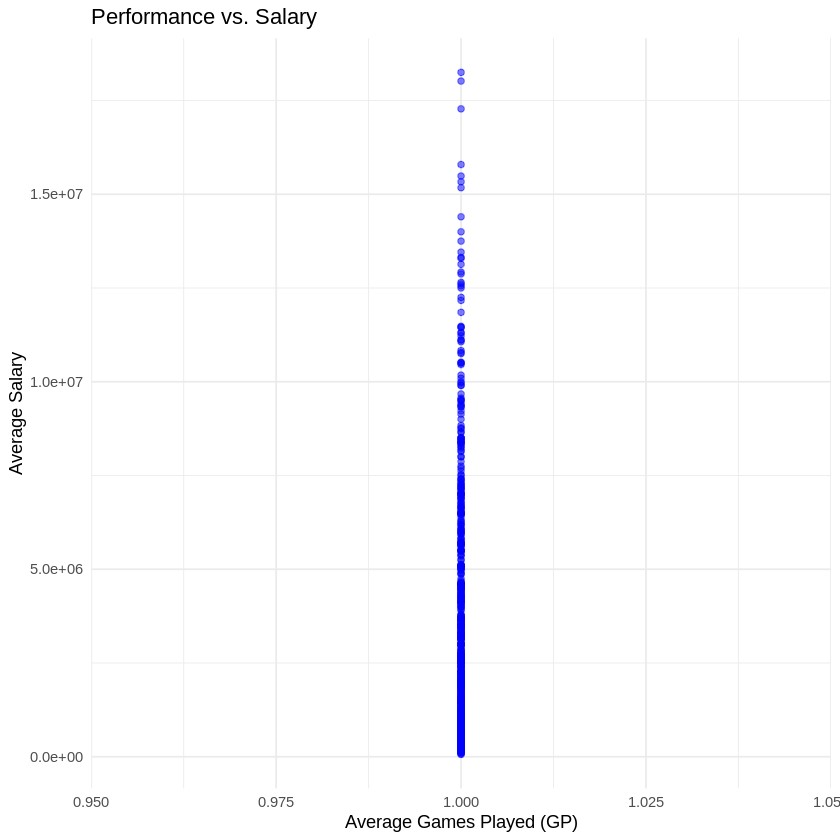 Performance vs. Salary
1.5e+07
1.0e+07
5.0e+06
0.0e+00
Average Salary
0.950 0.975 1.000 1.025 1.05
Average Games Played (GP)